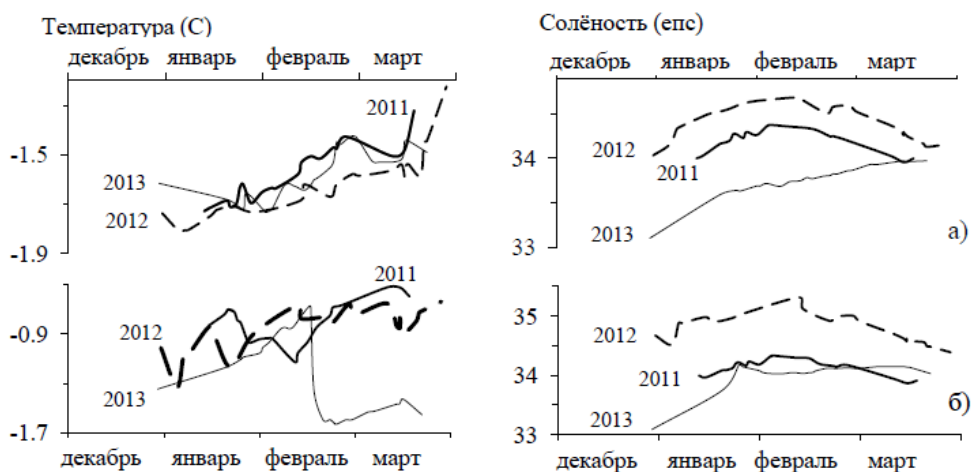 Температура (С)
декабрь январь февраль март
-1.5
-1.9
2011
2013
2012
-0.9
-1.7
2011
2012
2013
декабрь январь февраль март
Солёность (епс)
декабрь январь февраль март
34
33
2012
2011
2013
а)
35
34
33
2012
2011
2013
б)
декабрь январь февраль март